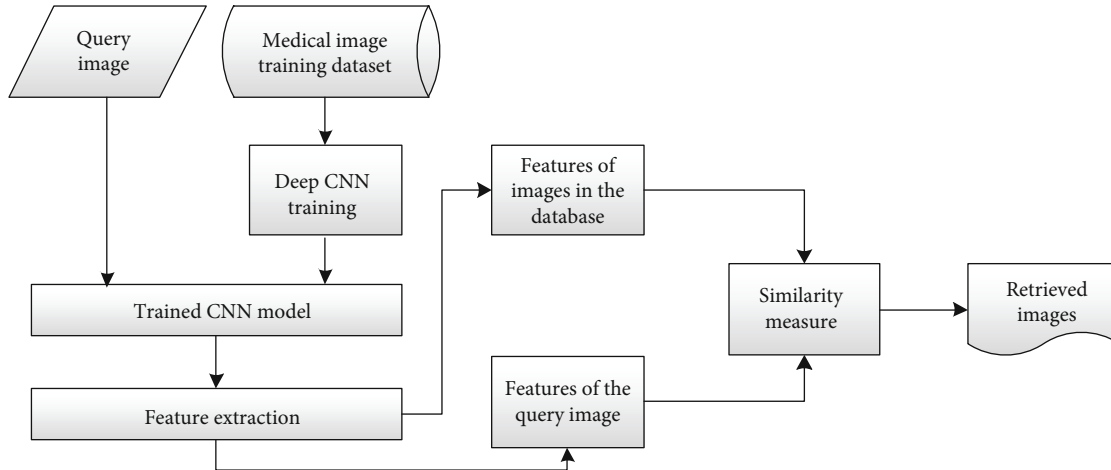 Query
image
Medical image
training dataset
Deep CNN
training
Features of
images in the
database
Trained CNN model
Similarity
measure
Retrieved
images
Feature extraction
Features of the
query image